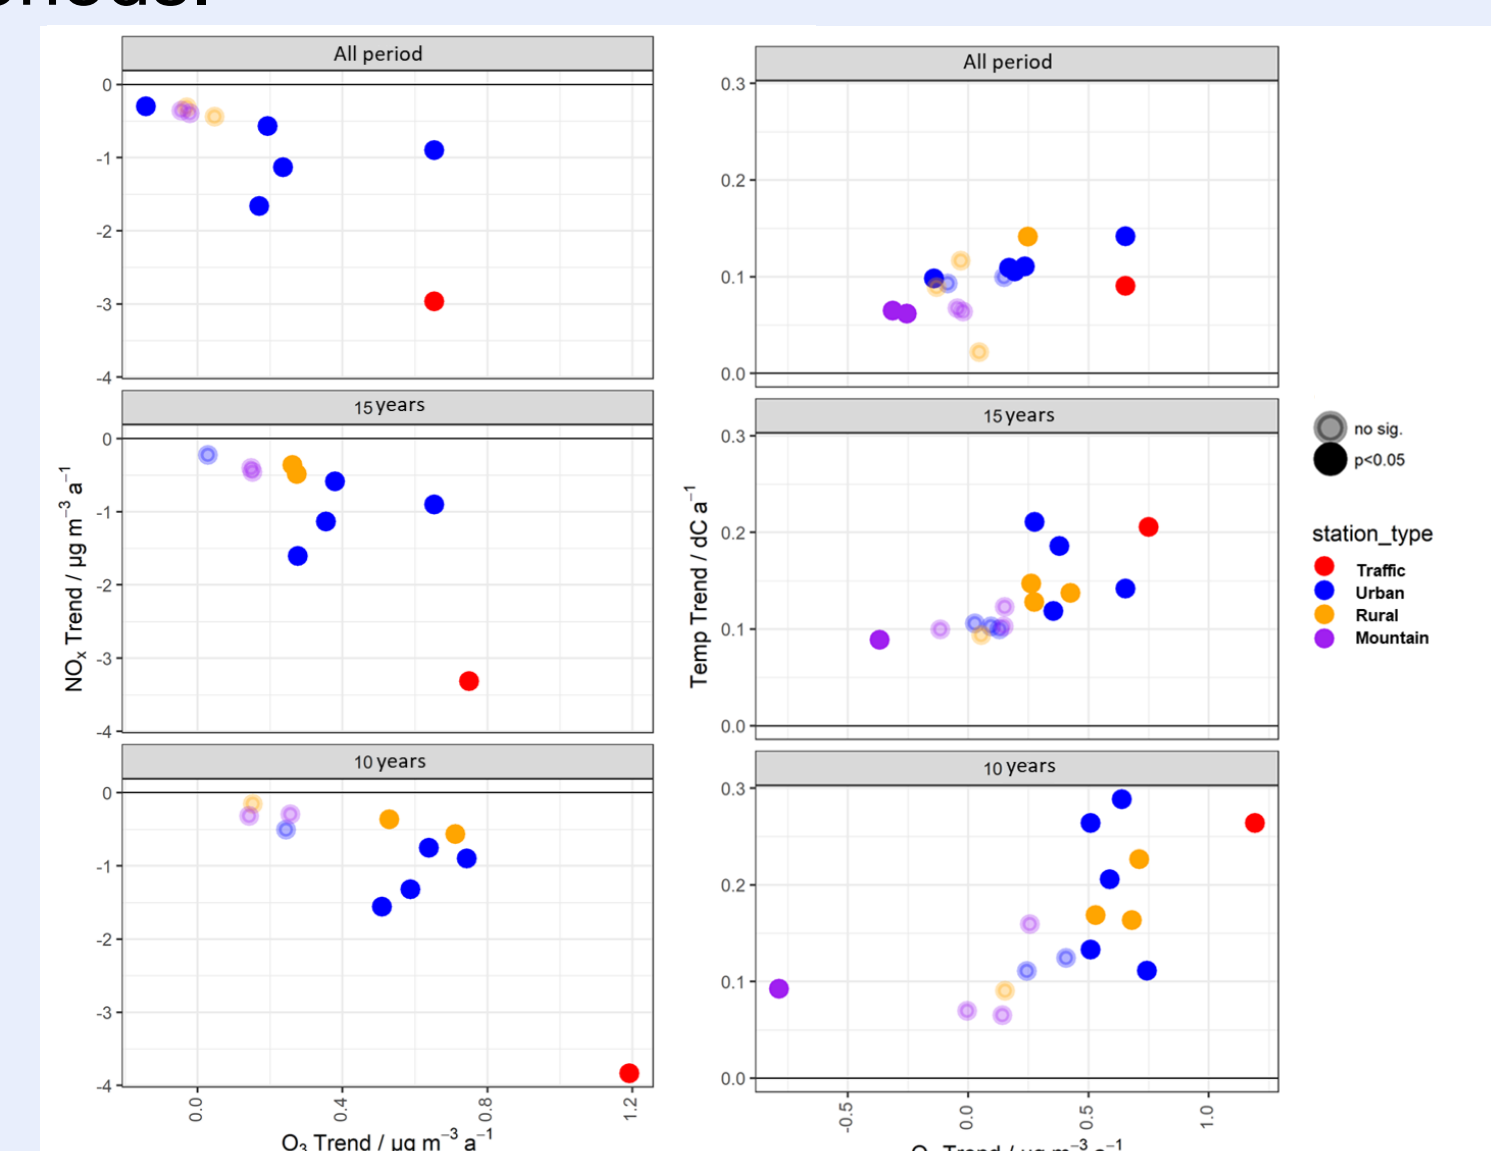 All period
0
-1
-2
-3
-4
15 years
0
-1
-2
-3
-4
10 years
0
-1
-2
-3
-4
0.0
0.4
0.8
1.2
NOx Trend / µg m⁻³ a⁻¹
O₃ Trend / µg m⁻³ a⁻¹
All period
0.3
0.2
0.1
0.0
15 years
0.3
0.2
0.1
0.0
10 years
0.3
0.2
0.1
0.0
-0.5
0.0
0.5
1.0
Temp Trend / dC a⁻¹
Trend / µg m⁻³ a⁻¹
no sig.
p<0.05
station_type
Traffic
Urban
Rural
Mountain